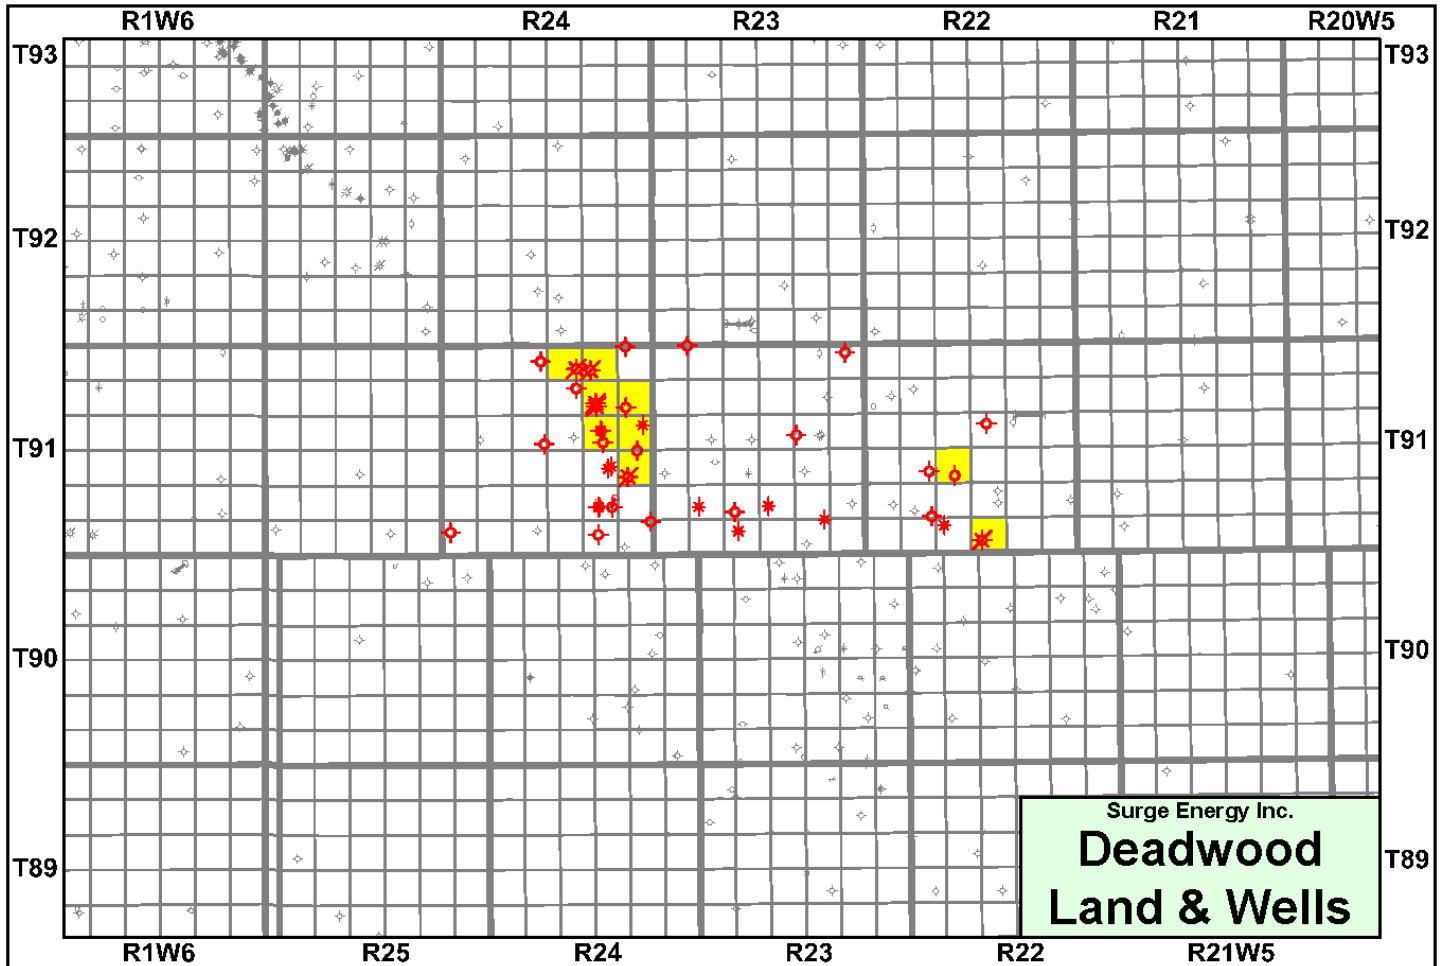 R1W6 R24 R23 R22 R21 R20W5
T93 T93
T92 T92
T91 T91
T90 T90
T89 T89
Surge Energy Inc.
Deadwood
Land & Wells
R1W6 R25 R24 R23 R22 R21W5